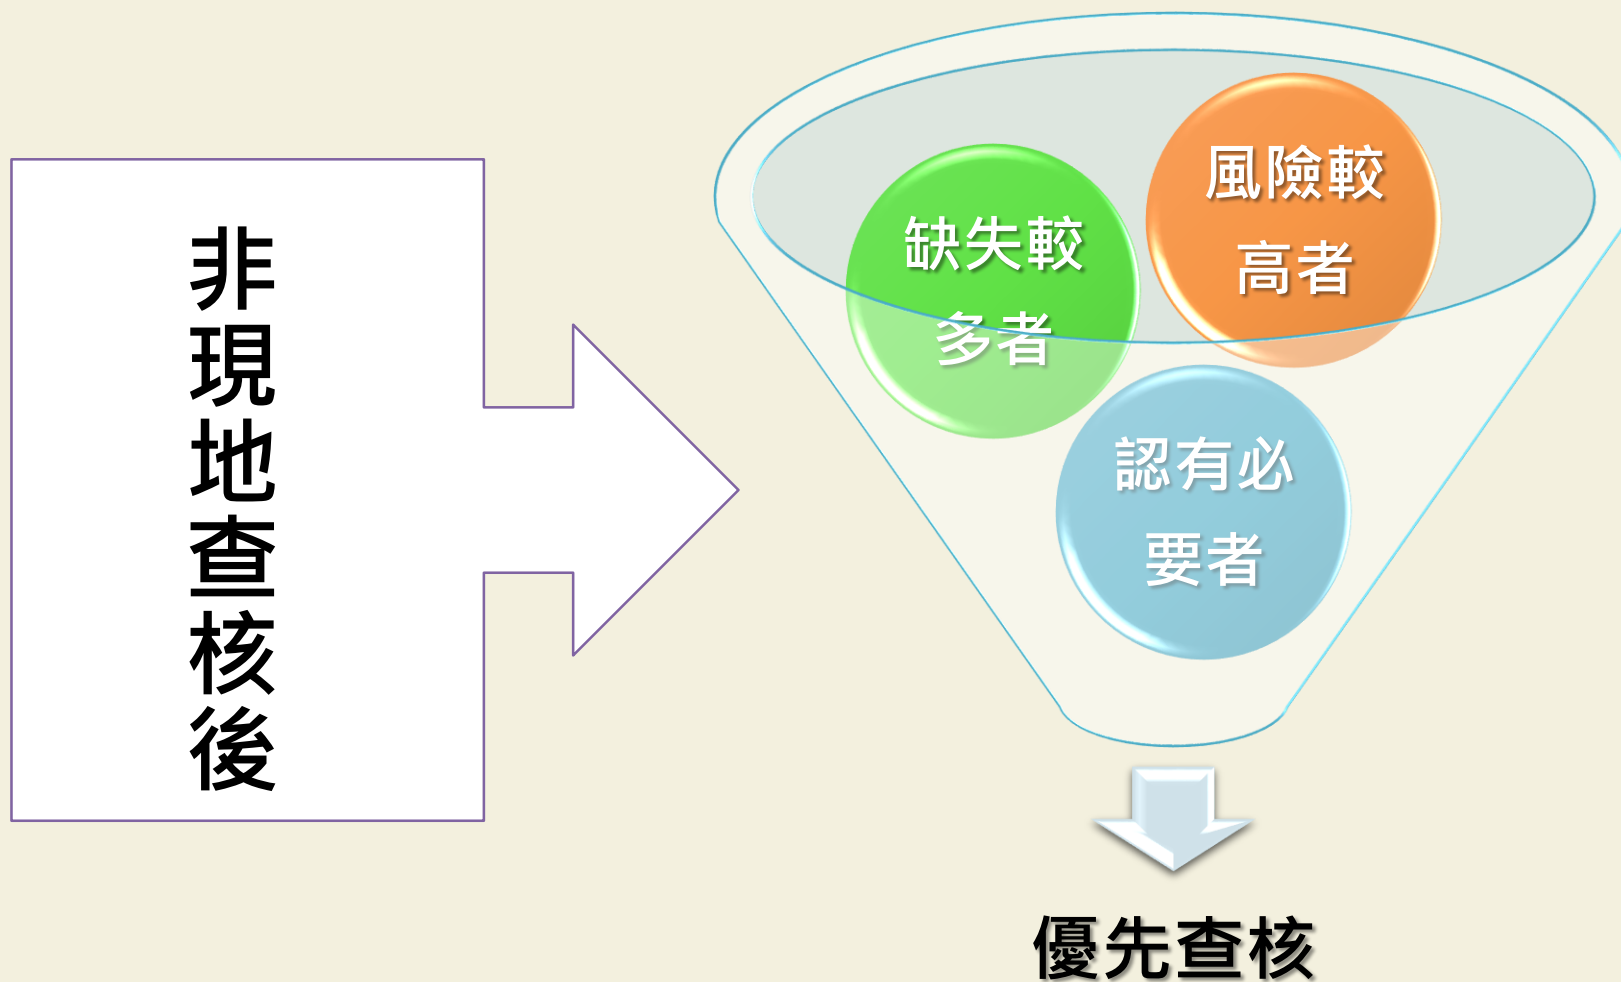 非現地查核後
缺失較
多者
風險較
高者
認有必
要者
優先查核